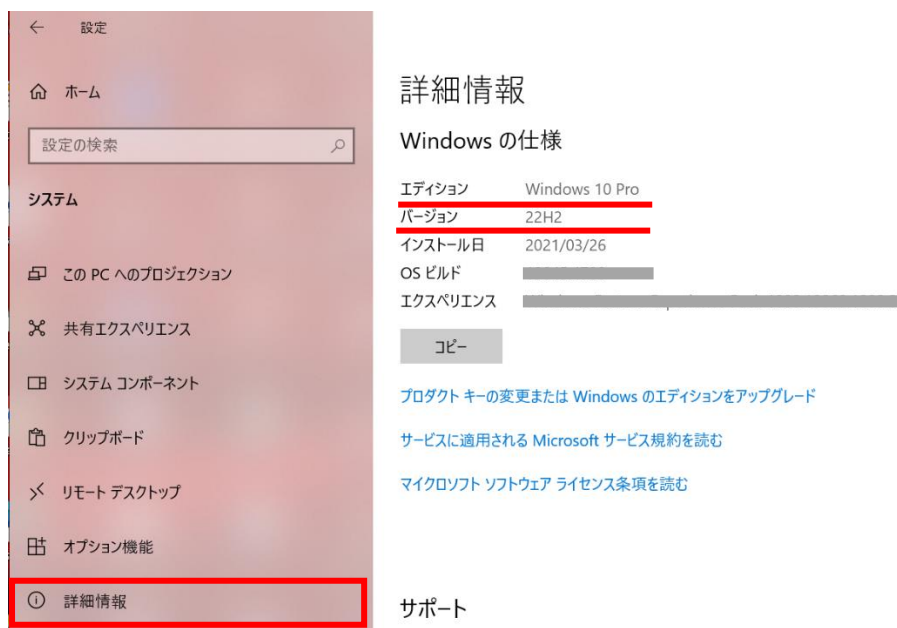 設定
ホーム
設定の検索
システム
この PC へのプロジェクション
共有エクスペリエンス
システム コンポーネント
クリップボード
リモート デスクトップ
オプション機能
詳細情報
詳細情報
Windows の仕様
エディション Windows 10 Pro
バージョン 22H2
インストール日 2021/03/26
OS ビルド
エクスペリエンス
コピー
プロダクト キーの変更または Windows のエディションをアップグレード
サービスに適用される Microsoft サービス規約を読む
マイクロソフト ソフトウェア ライセンス条項を読む
サポート